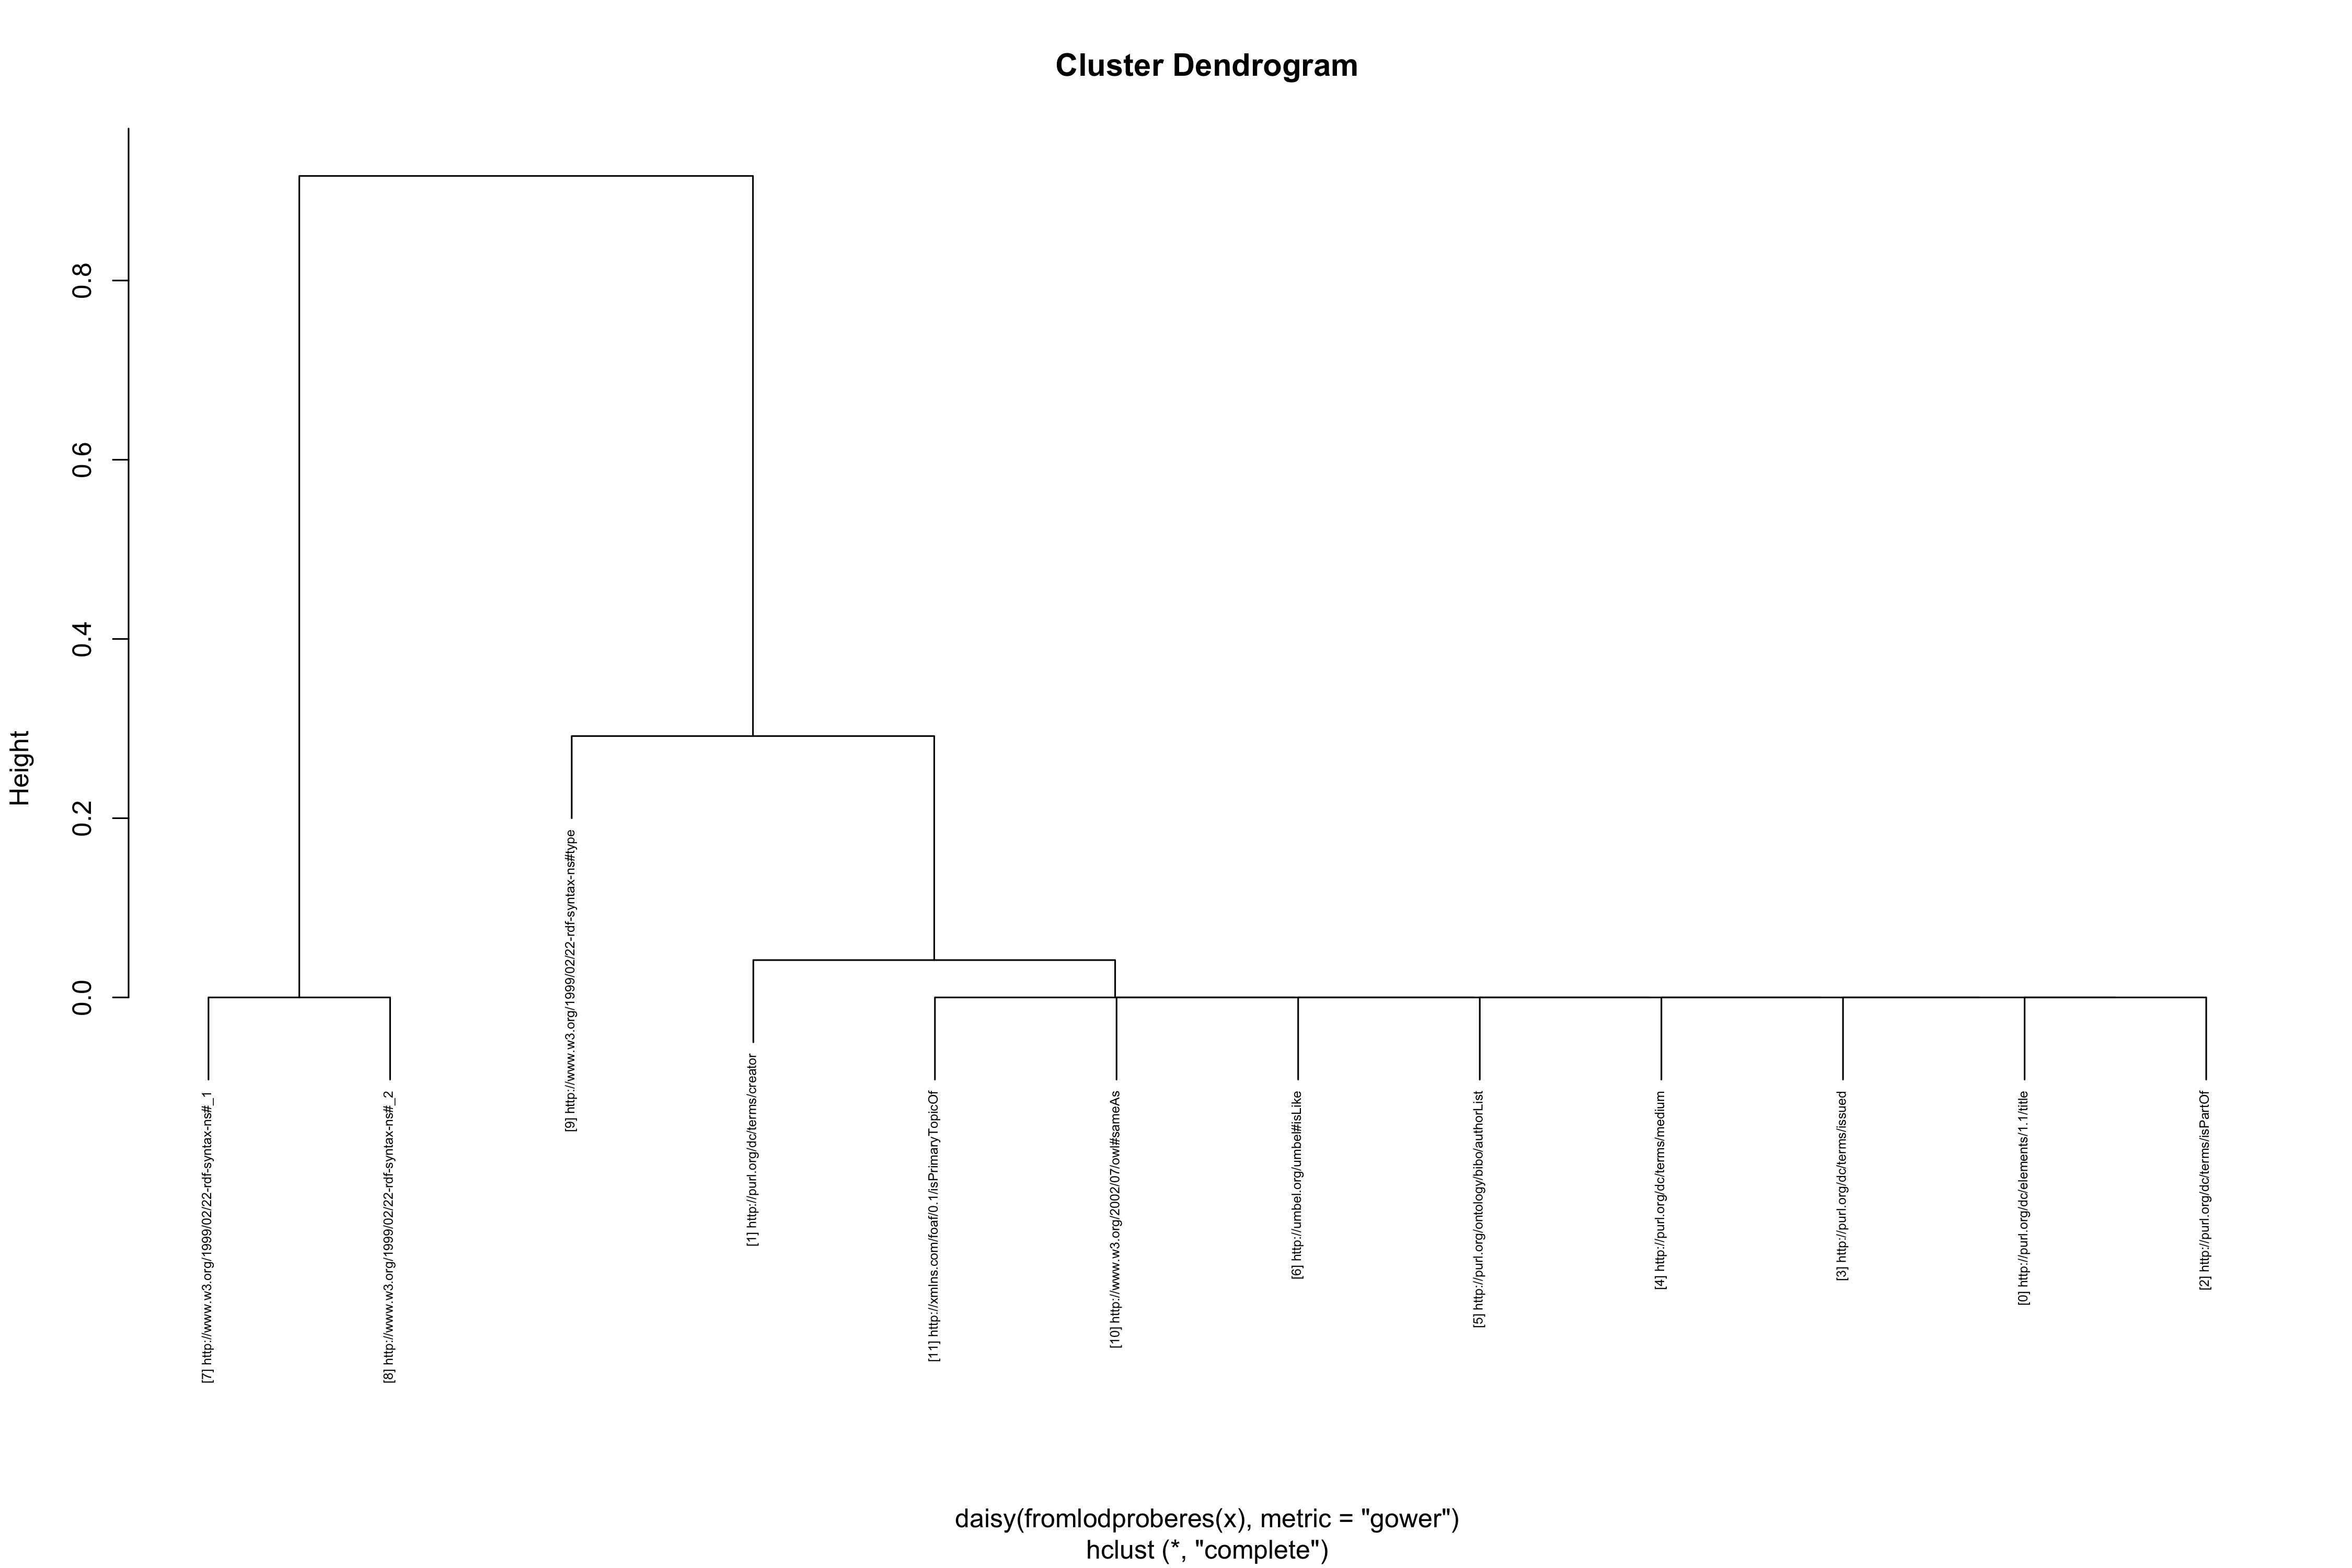 Cluster Dendrogram
Height
0.0
0.2
0.4
0.6
0.8
[7] http://www.w3.org/1999/02/22-rdf-syntax-ns#_1
[8] http://www.w3.org/1999/02/22-rdf-syntax-ns#_2
[9] http://www.w3.org/1999/02/22-rdf-syntax-ns#type
[1] http://purl.org/dc/terms/creator
[11] http://xmlns.com/foaf/0.1/isPrimaryTopicOf
[10] http://www.w3.org/2002/07/owl#sameAs
[6] http://umbel.org/umbel#isLike
[5] http://purl.org/ontology/bibo/authorList
[4] http://purl.org/dc/terms/medium
[3] http://purl.org/dc/terms/issued
[0] http://purl.org/dc/elements/1.1/title
[2] http://purl.org/dc/terms/isPartOf
daisy(fromlodproberes(x), metric = "gower")
hclust (*, "complete")